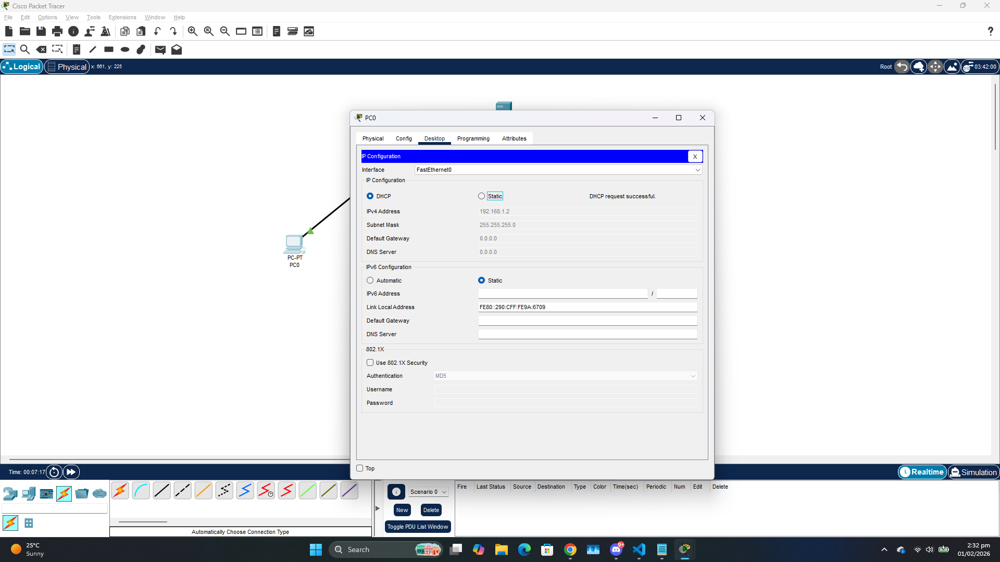 Cisco Packet Tracer
File Edit Options View Tools Extensions Window Help
Logical Physical x: 661, y: 225 Root 03:42:00
PC0
Physical Config Desktop Programming Attributes
IP Configuration X
Interface FastEthernet0
IP Configuration
DHCP Static DHCP request successful.
IPv4 Address 192.168.1.2
Subnet Mask 255.255.255.0
Default Gateway 0.0.0.0
DNS Server 0.0.0.0
IPv6 Configuration
Automatic Static
IPv6 Address /
Link Local Address FE80::290:CFF:FE9A:6709
Default Gateway
DNS Server
802.1X
Use 802.1X Security
Authentication MD5
Username
Password
Top
PC-PT
PC0
Time: 00:07:17 Realtime Simulation
Scenario 0 Fire Last Status Source Destination Type Color Time(sec) Periodic Num Edit Delete
New Delete
Toggle PDU List Window
Automatically Choose Connection Type
25°C
Sunny
Search
9+
2:32 pm
01/02/2026